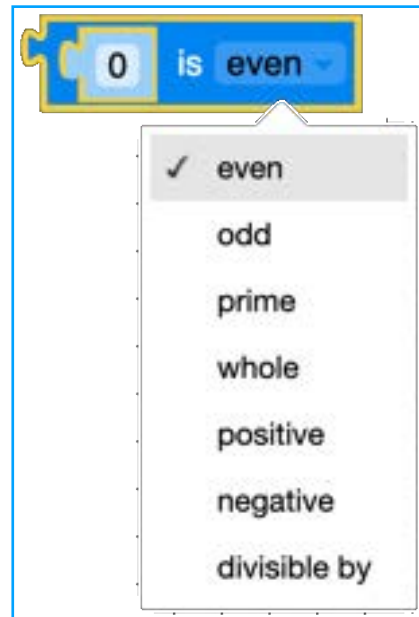 0 is even
✓ even
odd
prime
whole
positive
negative
divisible by